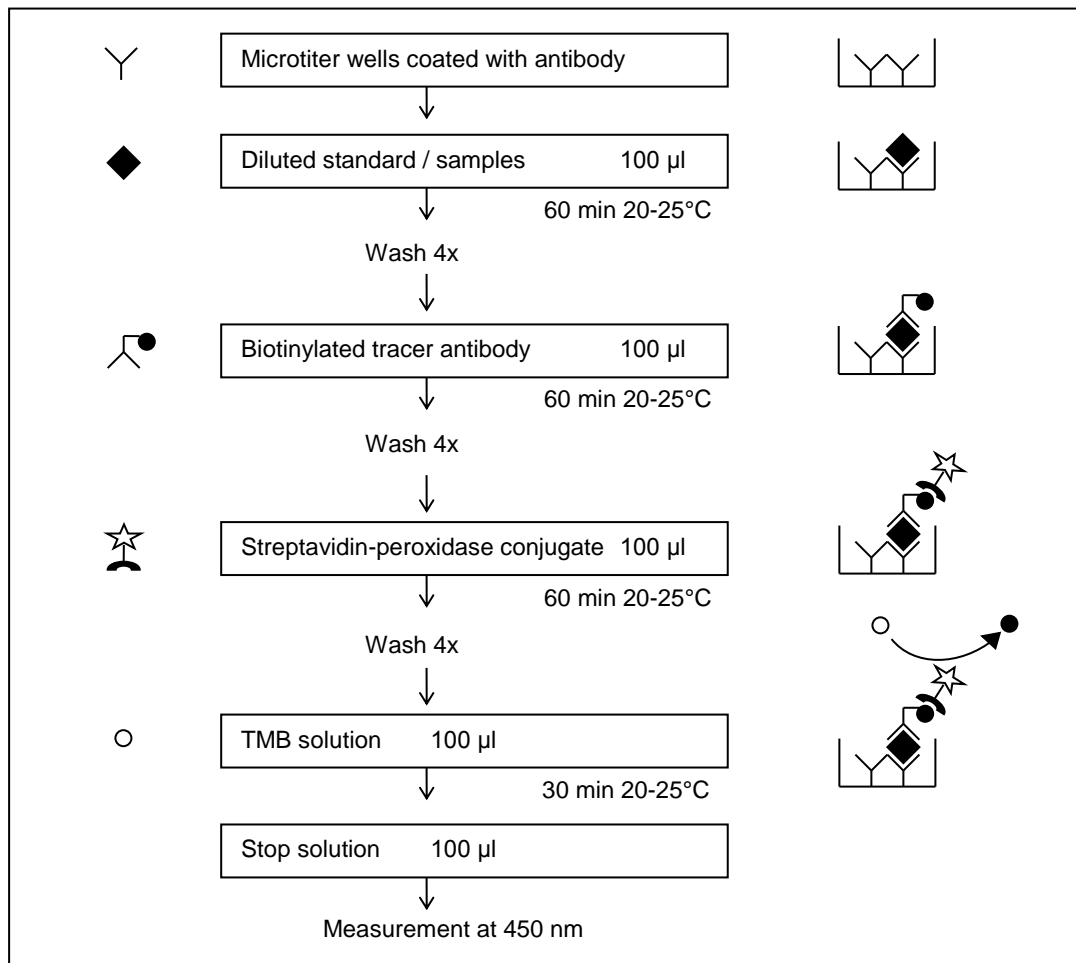 Microtiter wells coated with antibody
Diluted standard / samples 100 µl
60 min 20-25°C
Wash 4x
Biotinylated tracer antibody 100 µl
60 min 20-25°C
Wash 4x
Streptavidin-peroxidase conjugate 100 µl
60 min 20-25°C
Wash 4x
TMB solution 100 µl
30 min 20-25°C
Stop solution 100 µl
Measurement at 450 nm